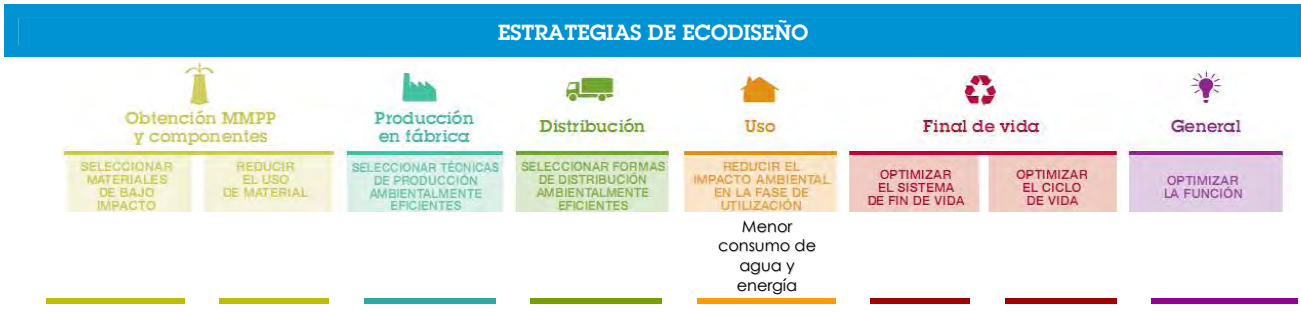 ESTRATEGIAS DE ECODISEÑO
Obtención MMPP
y componentes
Producción
en fábrica
Distribución
Uso
Final de vida
General
SELECCIONAR
MATERIALES
DE BAJO
IMPACTO
REDUCIR
EL USO
DE MATERIAL
SELECCIONAR TÉCNICAS
DE PRODUCCIÓN
AMBIENTALMENTE
EFICIENTES
SELECCIONAR FORMAS
DE DISTRIBUCIÓN
AMBIENTALMENTE
EFICIENTES
REDUCIR EL
IMPACTO AMBIENTAL
EN LA FASE DE
UTILIZACIÓN
OPTIMIZAR
EL SISTEMA
DE FIN DE VIDA
OPTIMIZAR
EL CICLO
DE VIDA
OPTIMIZAR
LA FUNCIÓN
Menor
consumo de
agua y
energía